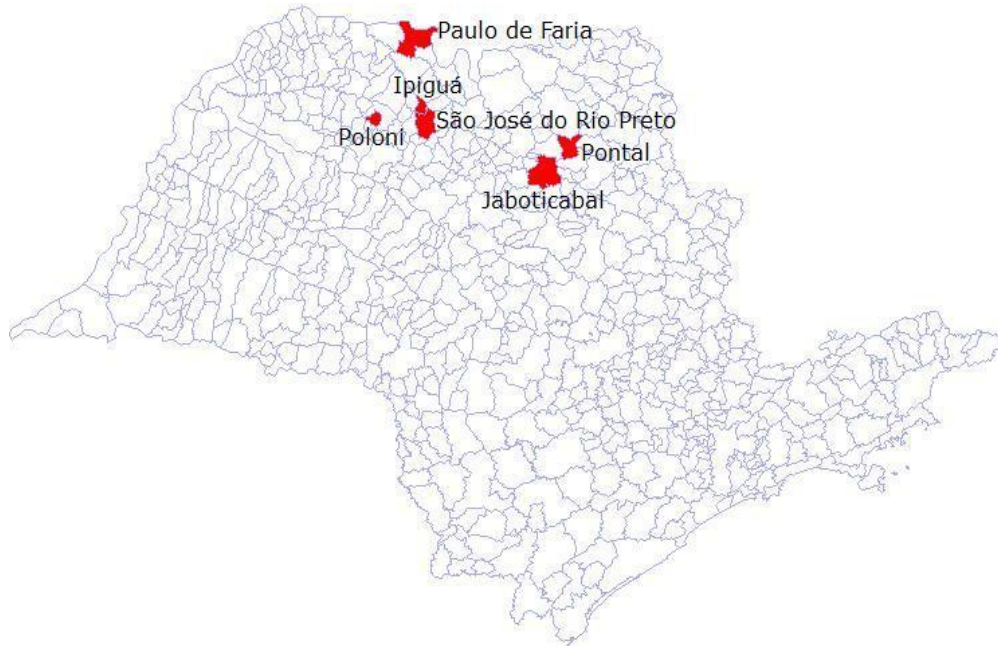 Paulo de Faria
Ipiguá
São José do Rio Preto
Poloni
Pontal
Jaboticabal